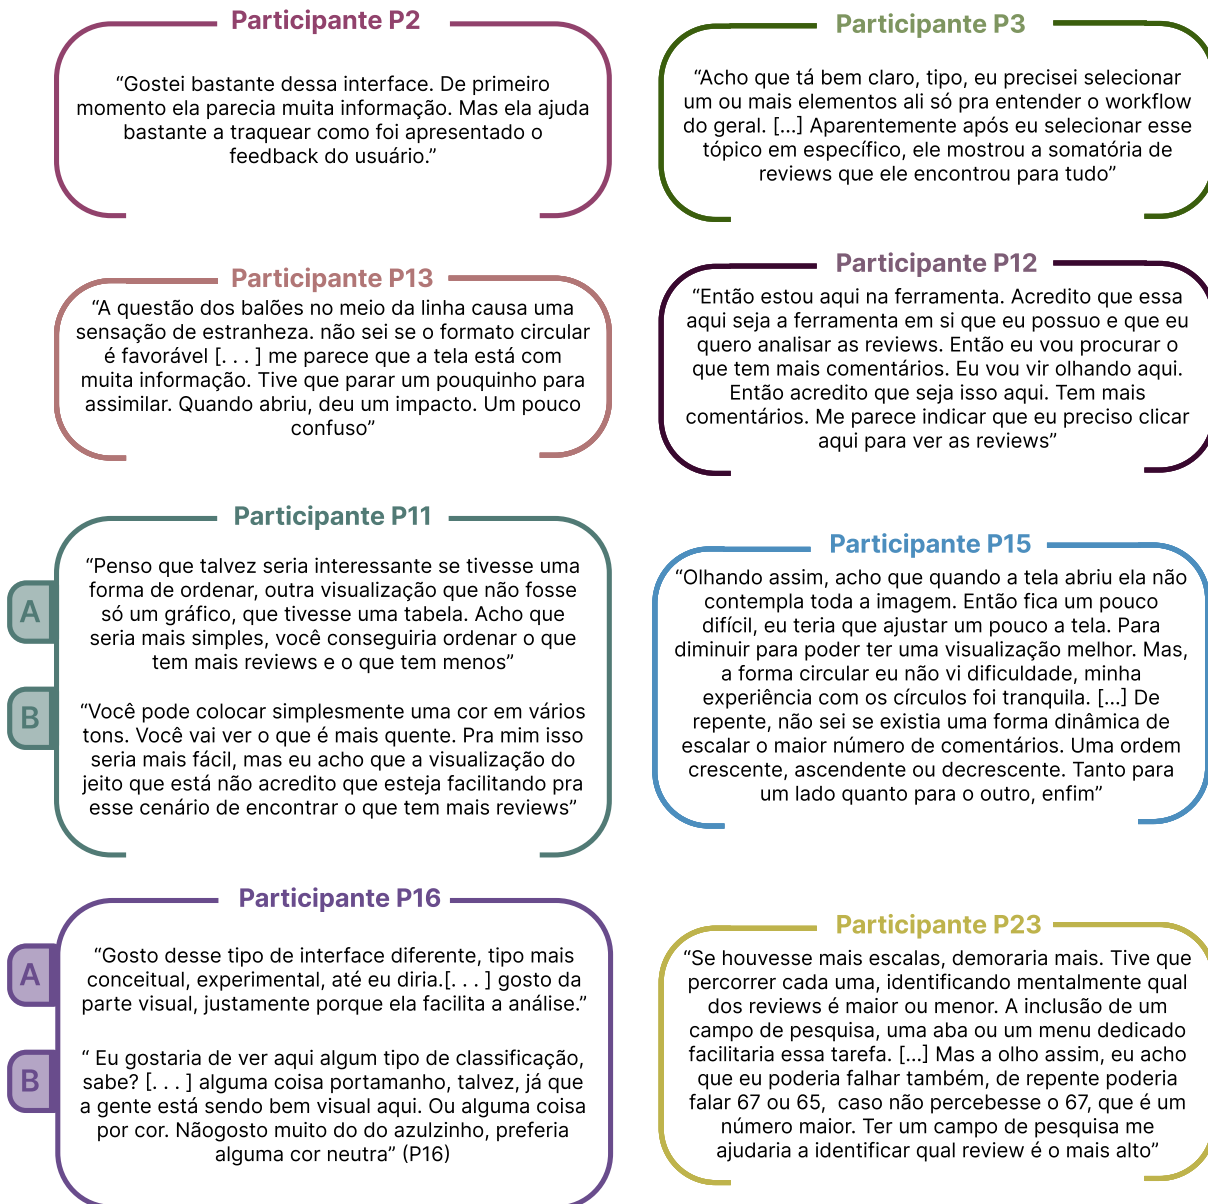 Participante P2
“Gostei bastante dessa interface. De primeiro
momento ela parecia muita informação. Mas ela ajuda
bastante a traquear como foi apresentado o
feedback do usuário.”
Participante P3
“Acho que tá bem claro, tipo, eu precisei selecionar
um ou mais elementos ali só pra entender o workflow
do geral. [...] Aparentemente após eu selecionar esse
tópico em específico, ele mostrou a somatória de
reviews que ele encontrou para tudo”
Participante P13
“A questão dos balões no meio da linha causa uma
sensação de estranheza. não sei se o formato circular
é favorável [. . . ] me parece que a tela está com
muita informação. Tive que parar um pouquinho para
assimilar. Quando abriu, deu um impacto. Um pouco
confuso”
Participante P12
“Então estou aqui na ferramenta. Acredito que essa
aqui seja a ferramenta em si que eu possuo e que eu
quero analisar as reviews. Então eu vou procurar o
que tem mais comentários. Eu vou vir olhando aqui.
Então acredito que seja isso aqui. Tem mais
comentários. Me parece indicar que eu preciso clicar
aqui para ver as reviews”
Participante P11
A
“Penso que talvez seria interessante se tivesse uma
forma de ordenar, outra visualização que não fosse
só um gráfico, que tivesse uma tabela. Acho que
seria mais simples, você conseguiria ordenar o que
tem mais reviews e o que tem menos”
B
“Você pode colocar simplesmente uma cor em vários
tons. Você vai ver o que é mais quente. Pra mim isso
seria mais fácil, mas eu acho que a visualização do
jeito que está não acredito que esteja facilitando pra
esse cenário de encontrar o que tem mais reviews”
Participante P15
“Olhando assim, acho que quando a tela abriu ela não
contempla toda a imagem. Então fica um pouco
difícil, eu teria que ajustar um pouco a tela. Para
diminuir para poder ter uma visualização melhor. Mas,
a forma circular eu não vi dificuldade, minha
experiência com os círculos foi tranquila. [...] De
repente, não sei se existia uma forma dinâmica de
escalar o maior número de comentários. Uma ordem
crescente, ascendente ou decrescente. Tanto para
um lado quanto para o outro, enfim”
Participante P16
A
“Gosto desse tipo de interface diferente, tipo mais
conceitual, experimental, até eu diria.[. . . ] gosto da
parte visual, justamente porque ela facilita a análise.”
B
“ Eu gostaria de ver aqui algum tipo de classificação,
sabe? [. . . ] alguma coisa portamanho, talvez, já que
a gente está sendo bem visual aqui. Ou alguma coisa
por cor. Nãogosto muito do do azulzinho, preferia
alguma cor neutra” (P16)
Participante P23
“Se houvesse mais escalas, demoraria mais. Tive que
percorrer cada uma, identificando mentalmente qual
dos reviews é maior ou menor. A inclusão de um
campo de pesquisa, uma aba ou um menu dedicado
facilitaria essa tarefa. [...] Mas a olho assim, eu acho
que eu poderia falhar também, de repente poderia
falar 67 ou 65,  caso não percebesse o 67, que é um
número maior. Ter um campo de pesquisa me
ajudaria a identificar qual review é o mais alto”